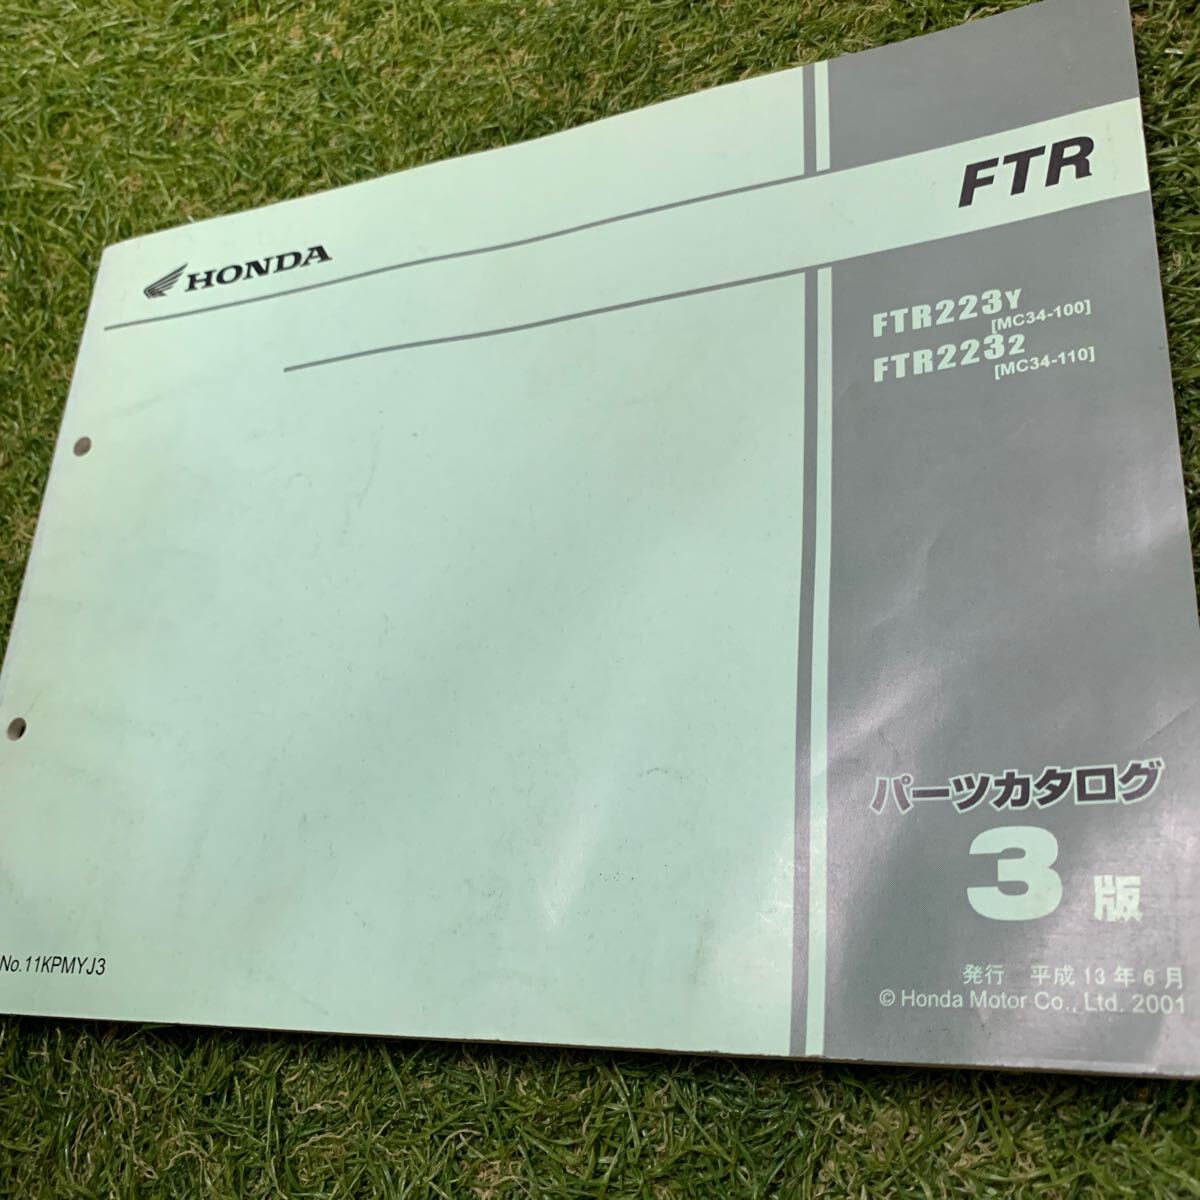 HONDA
FTR
FTR223Y
[MC34-100]
FTR2232
[MC34-110]
パーツカタログ
3版
発行 平成13年6月
© Honda Motor Co., Ltd. 2001
No.11KPMYJ3